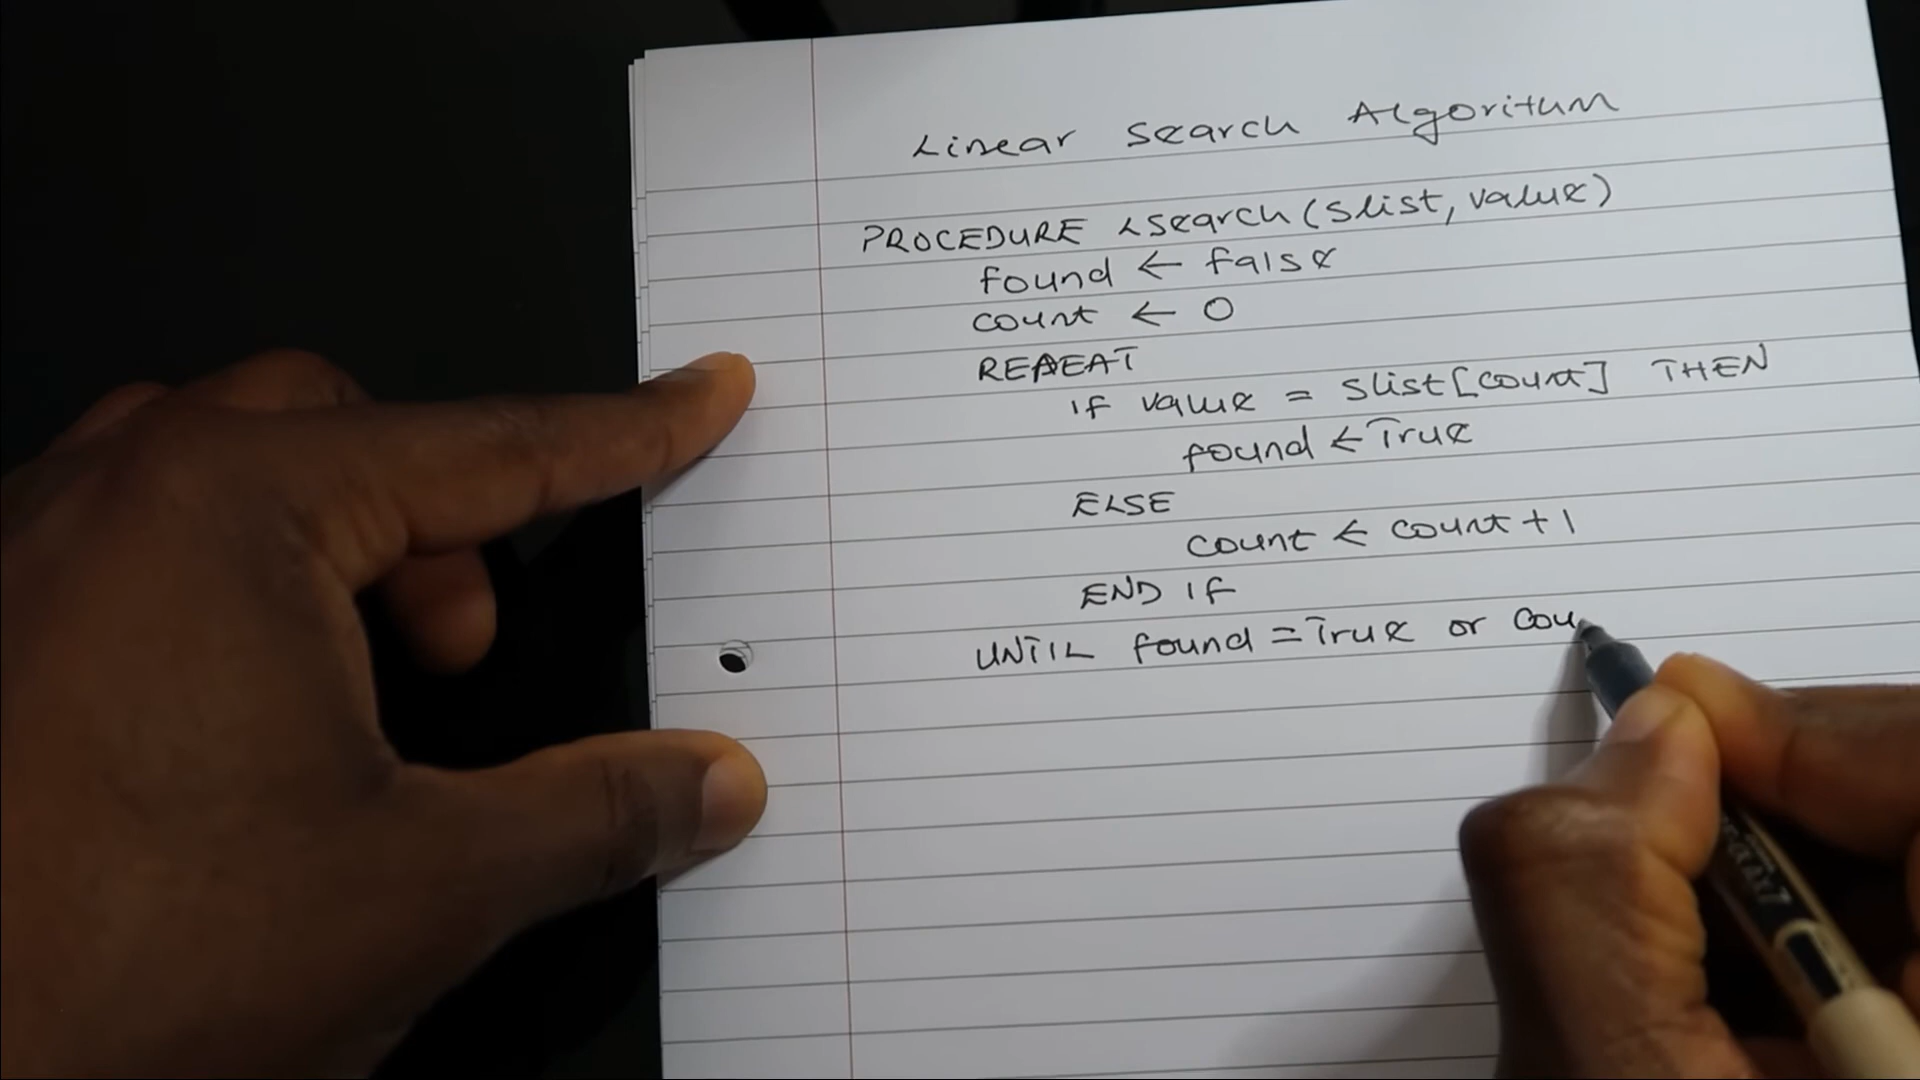 Linear Search Algorithm
PROCEDURE Lsearch(Slist, value)
found ← false
count ← 0
REPEAT
IF value = Slist[count] THEN
found ← True
ELSE
count ← count + 1
END IF
UNTIL found = True or cou